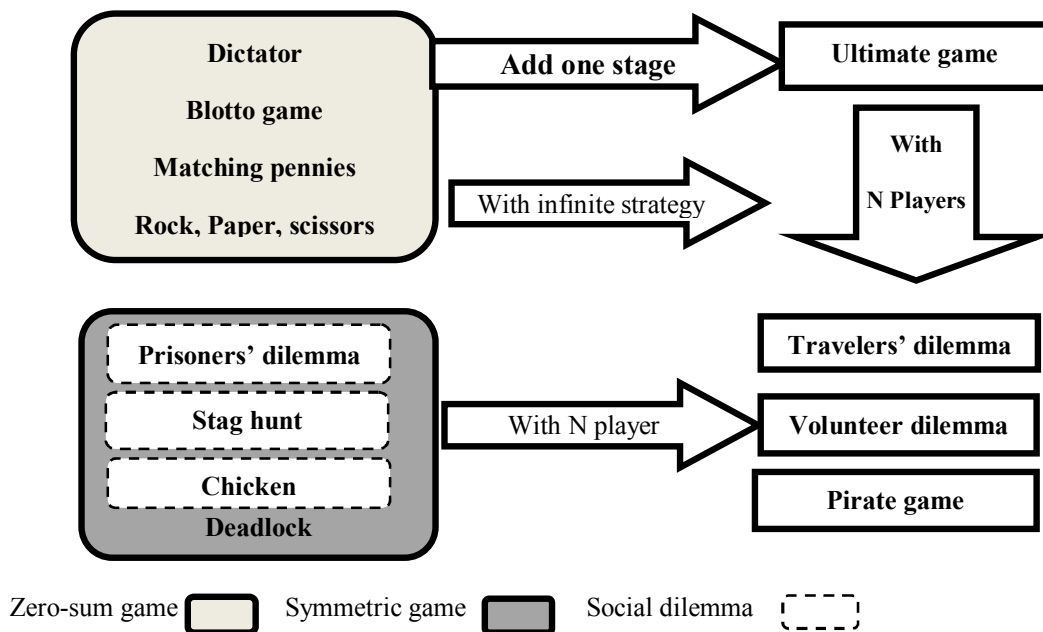 Dictator
Blotto game
Matching pennies
Rock, Paper, scissors
Add one stage
Ultimate game
With infinite strategy
With
N Players
Prisoners’ dilemma
Stag hunt
Chicken
Deadlock
With N player
Travelers’ dilemma
Volunteer dilemma
Pirate game
Zero-sum game
Symmetric game
Social dilemma